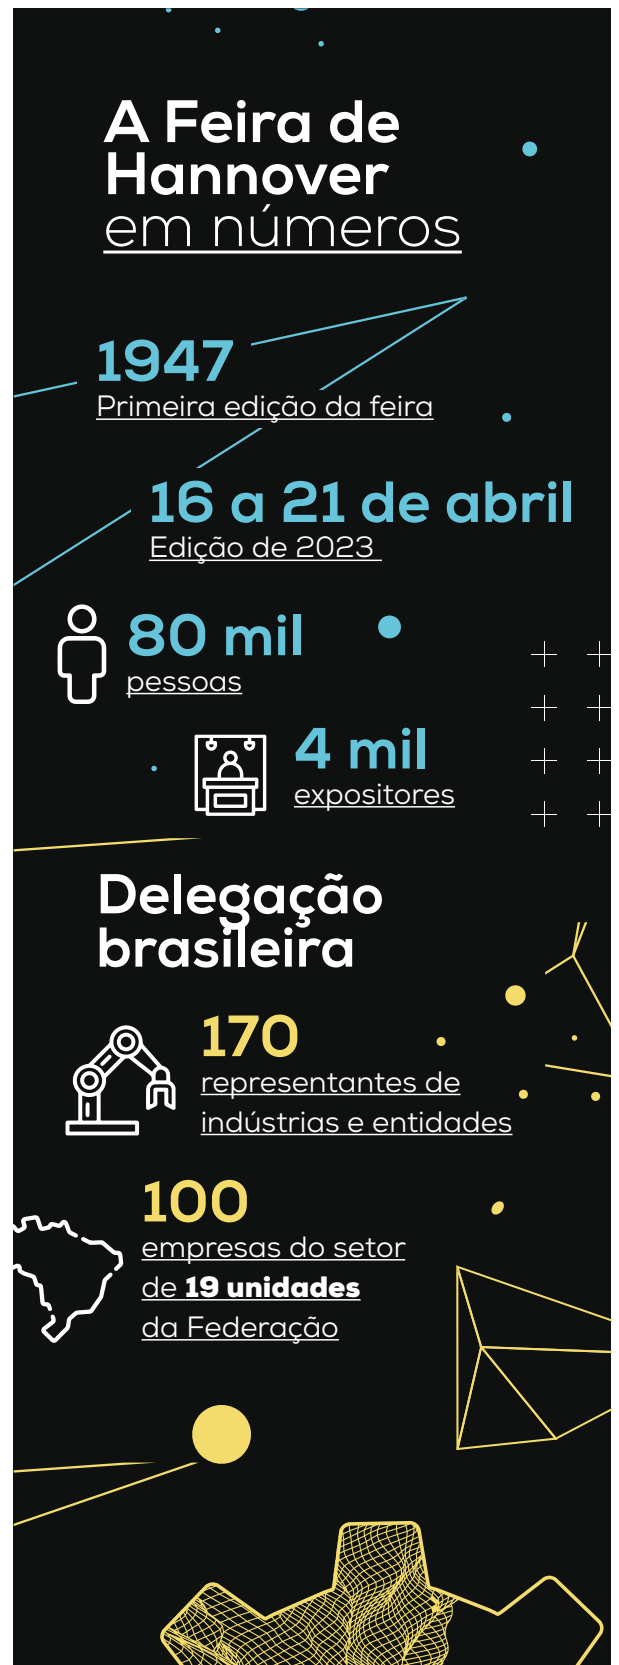 A Feira de
Hannover
em números
1947
Primeira edição da feira
16 a 21 de abril
Edição de 2023
80 mil
pessoas
4 mil
expositores
Delegação
brasileira
170
representantes de
indústrias e entidades
100
empresas do setor
de 19 unidades
da Federação